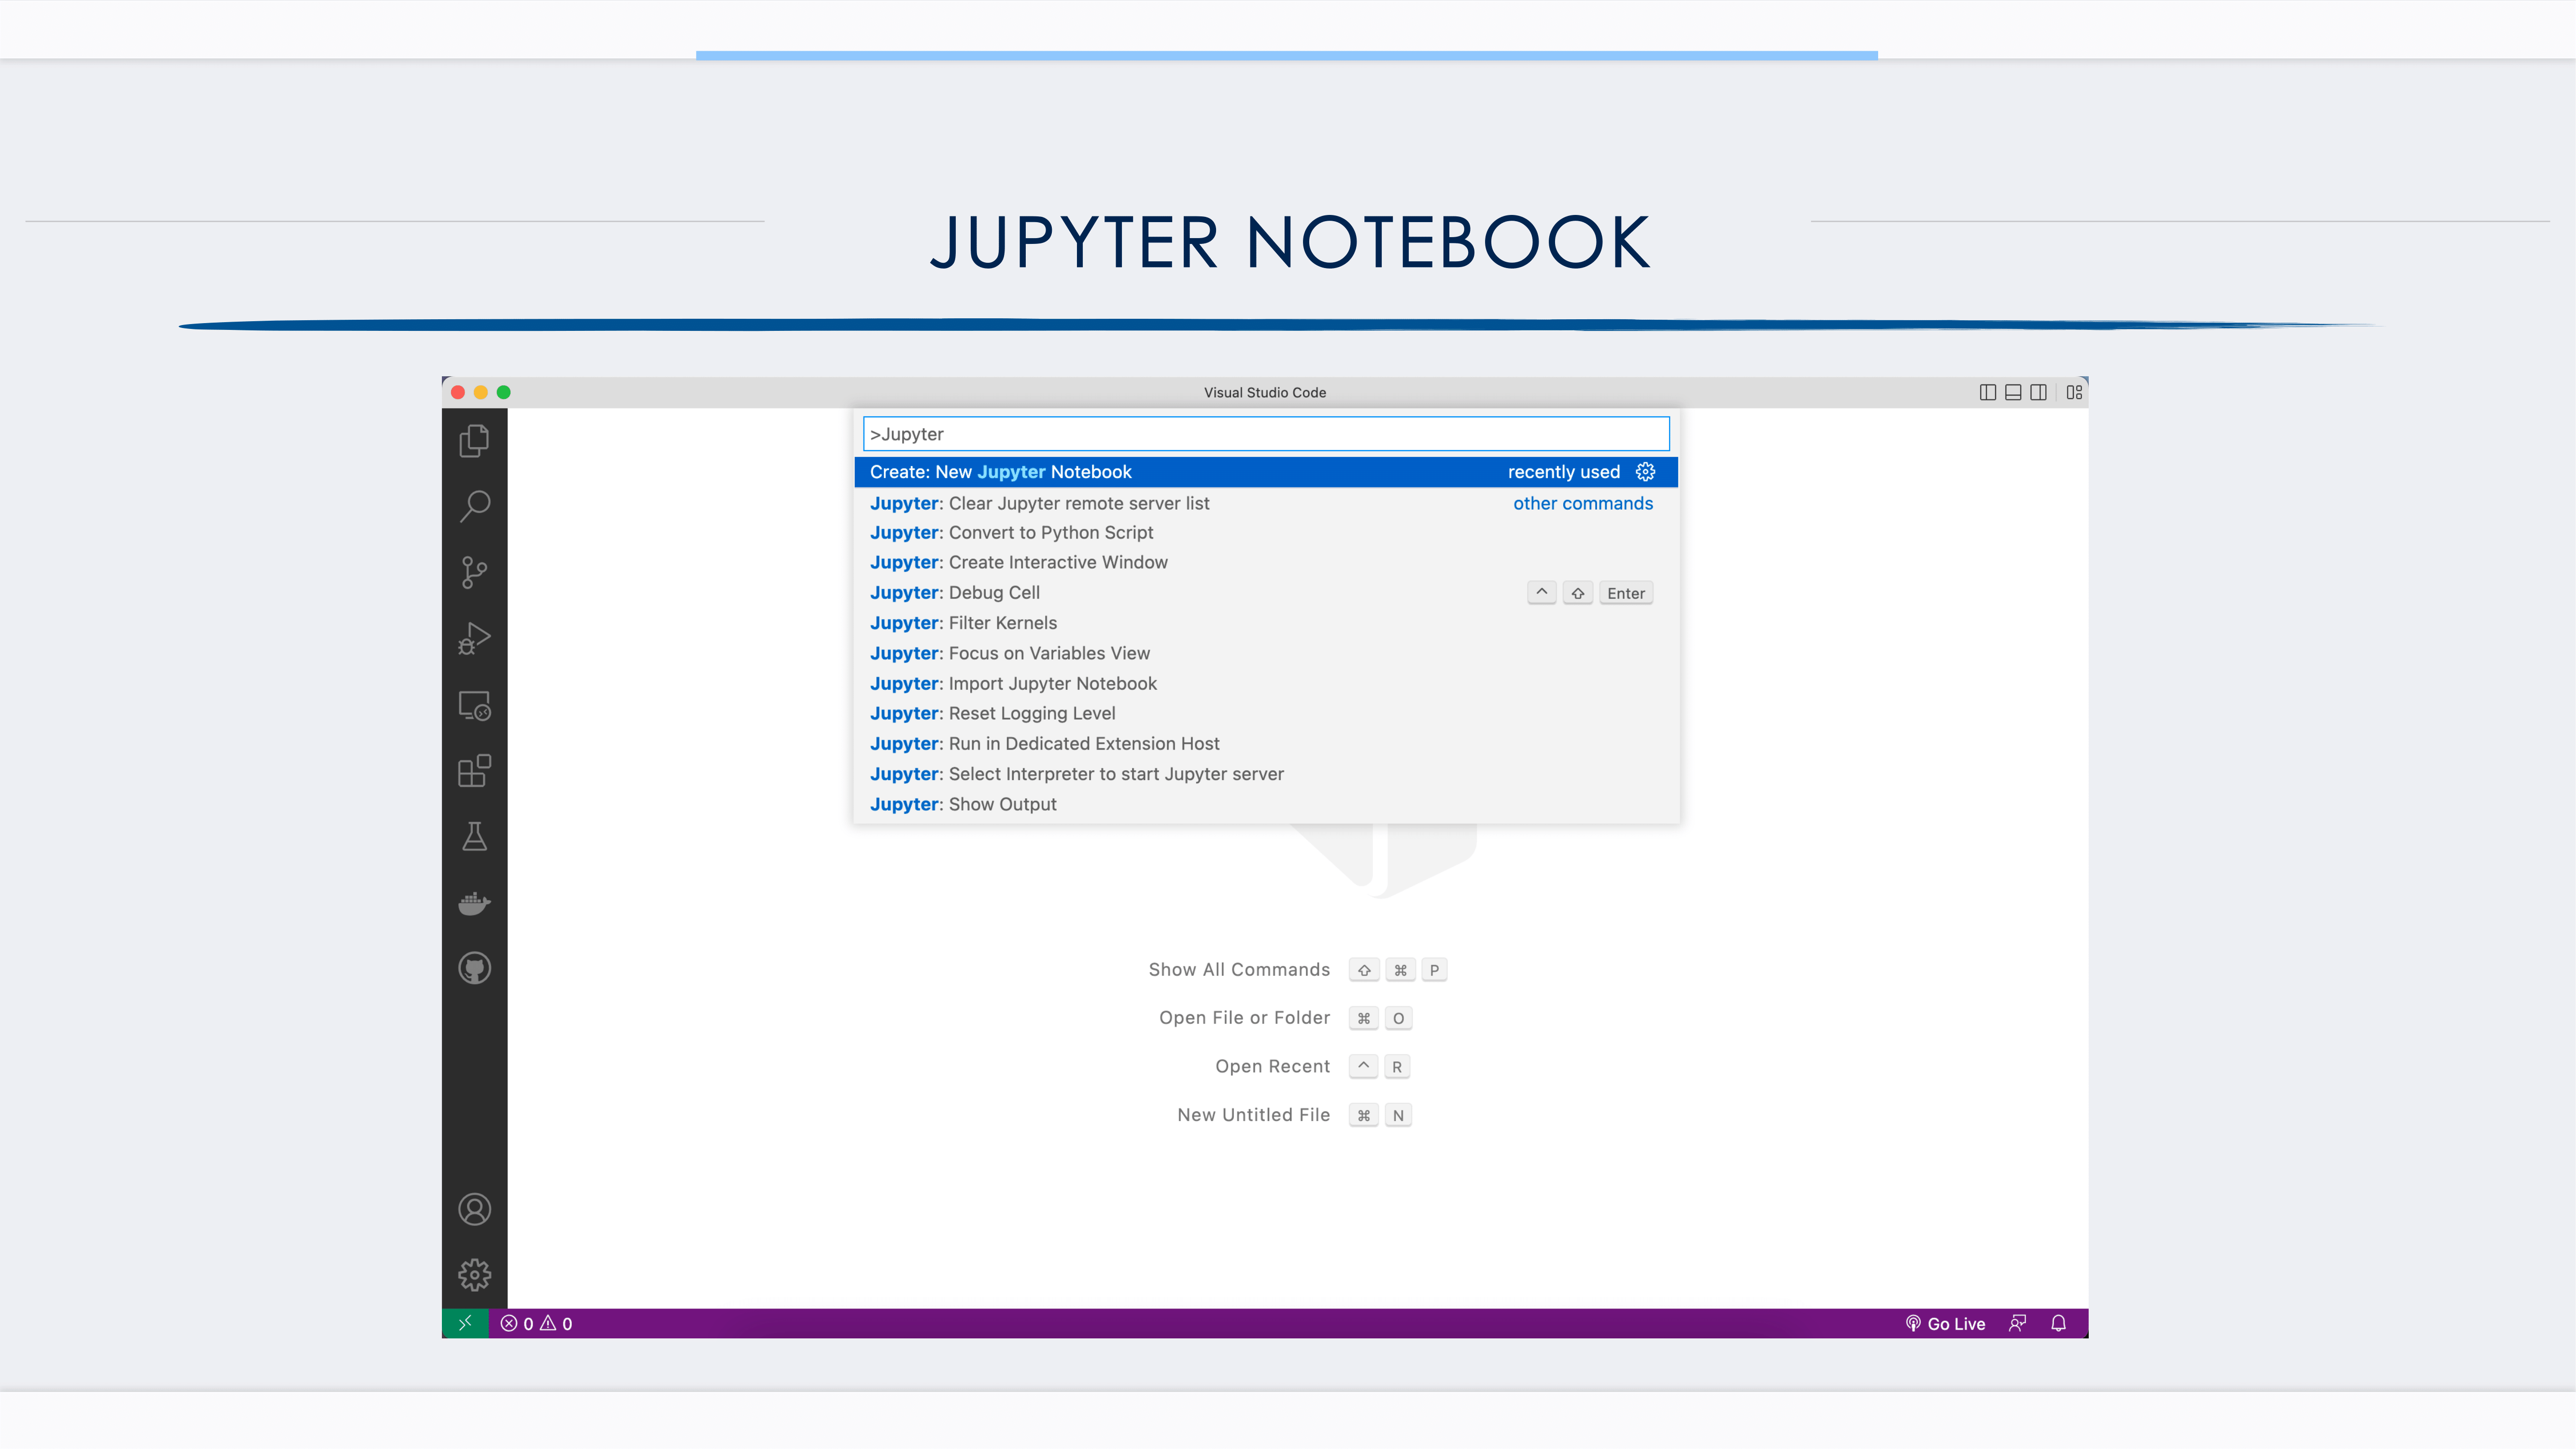 JUPYTER NOTEBOOK
Visual Studio Code
>Jupyter
Create: New Jupyter Notebook recently used
Jupyter: Clear Jupyter remote server list other commands
Jupyter: Convert to Python Script
Jupyter: Create Interactive Window
Jupyter: Debug Cell ^ ⇧ Enter
Jupyter: Filter Kernels
Jupyter: Focus on Variables View
Jupyter: Import Jupyter Notebook
Jupyter: Reset Logging Level
Jupyter: Run in Dedicated Extension Host
Jupyter: Select Interpreter to start Jupyter server
Jupyter: Show Output
Show All Commands ⇧ ⌘ P
Open File or Folder ⌘ O
Open Recent ^ R
New Untitled File ⌘ N
0 0 Go Live